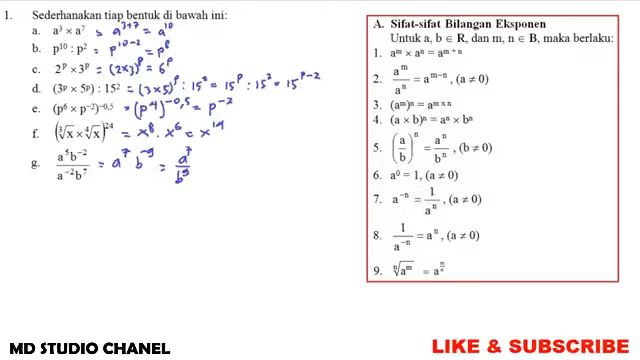 1. Sederhanakan tiap bentuk di bawah ini:
a. a³ × a⁷ = a³⁺⁷ = a¹⁰
b. p¹⁰ : p² = p¹⁰⁻² = p⁸
c. 2ᵖ × 3ᵖ = (2×3)ᵖ = 6ᵖ
d. (3ᵖ × 5ᵖ) : 15² = (3×5)ᵖ : 15² = 15ᵖ : 15² = 15ᵖ⁻²
e. (p⁶ × p⁻²)⁻⁰,⁵ = (p⁴)⁻⁰,⁵ = p⁻²
f. (∛x × ∜x)²⁴ = x⁸ . x⁶ = x¹⁴
g. a⁵b⁻² / a⁻²b⁷ = a⁷ b⁻⁹ = a⁷ / b⁹
A. Sifat-sifat Bilangan Eksponen
Untuk a, b ∈ R, dan m, n ∈ B, maka berlaku:
1. aᵐ × aⁿ = aᵐ⁺ⁿ
2. aᵐ / aⁿ = aᵐ⁻ⁿ, (a ≠ 0)
3. (aᵐ)ⁿ = aᵐˣⁿ
4. (a × b)ⁿ = aⁿ × bⁿ
5. (a/b)ⁿ = aⁿ / bⁿ, (b ≠ 0)
6. a⁰ = 1, (a ≠ 0)
7. a⁻ⁿ = 1 / aⁿ, (a ≠ 0)
8. 1 / a⁻ⁿ = aⁿ, (a ≠ 0)
9. ⁿ√aᵐ = a^(m/n)
MD STUDIO CHANEL
LIKE & SUBSCRIBE